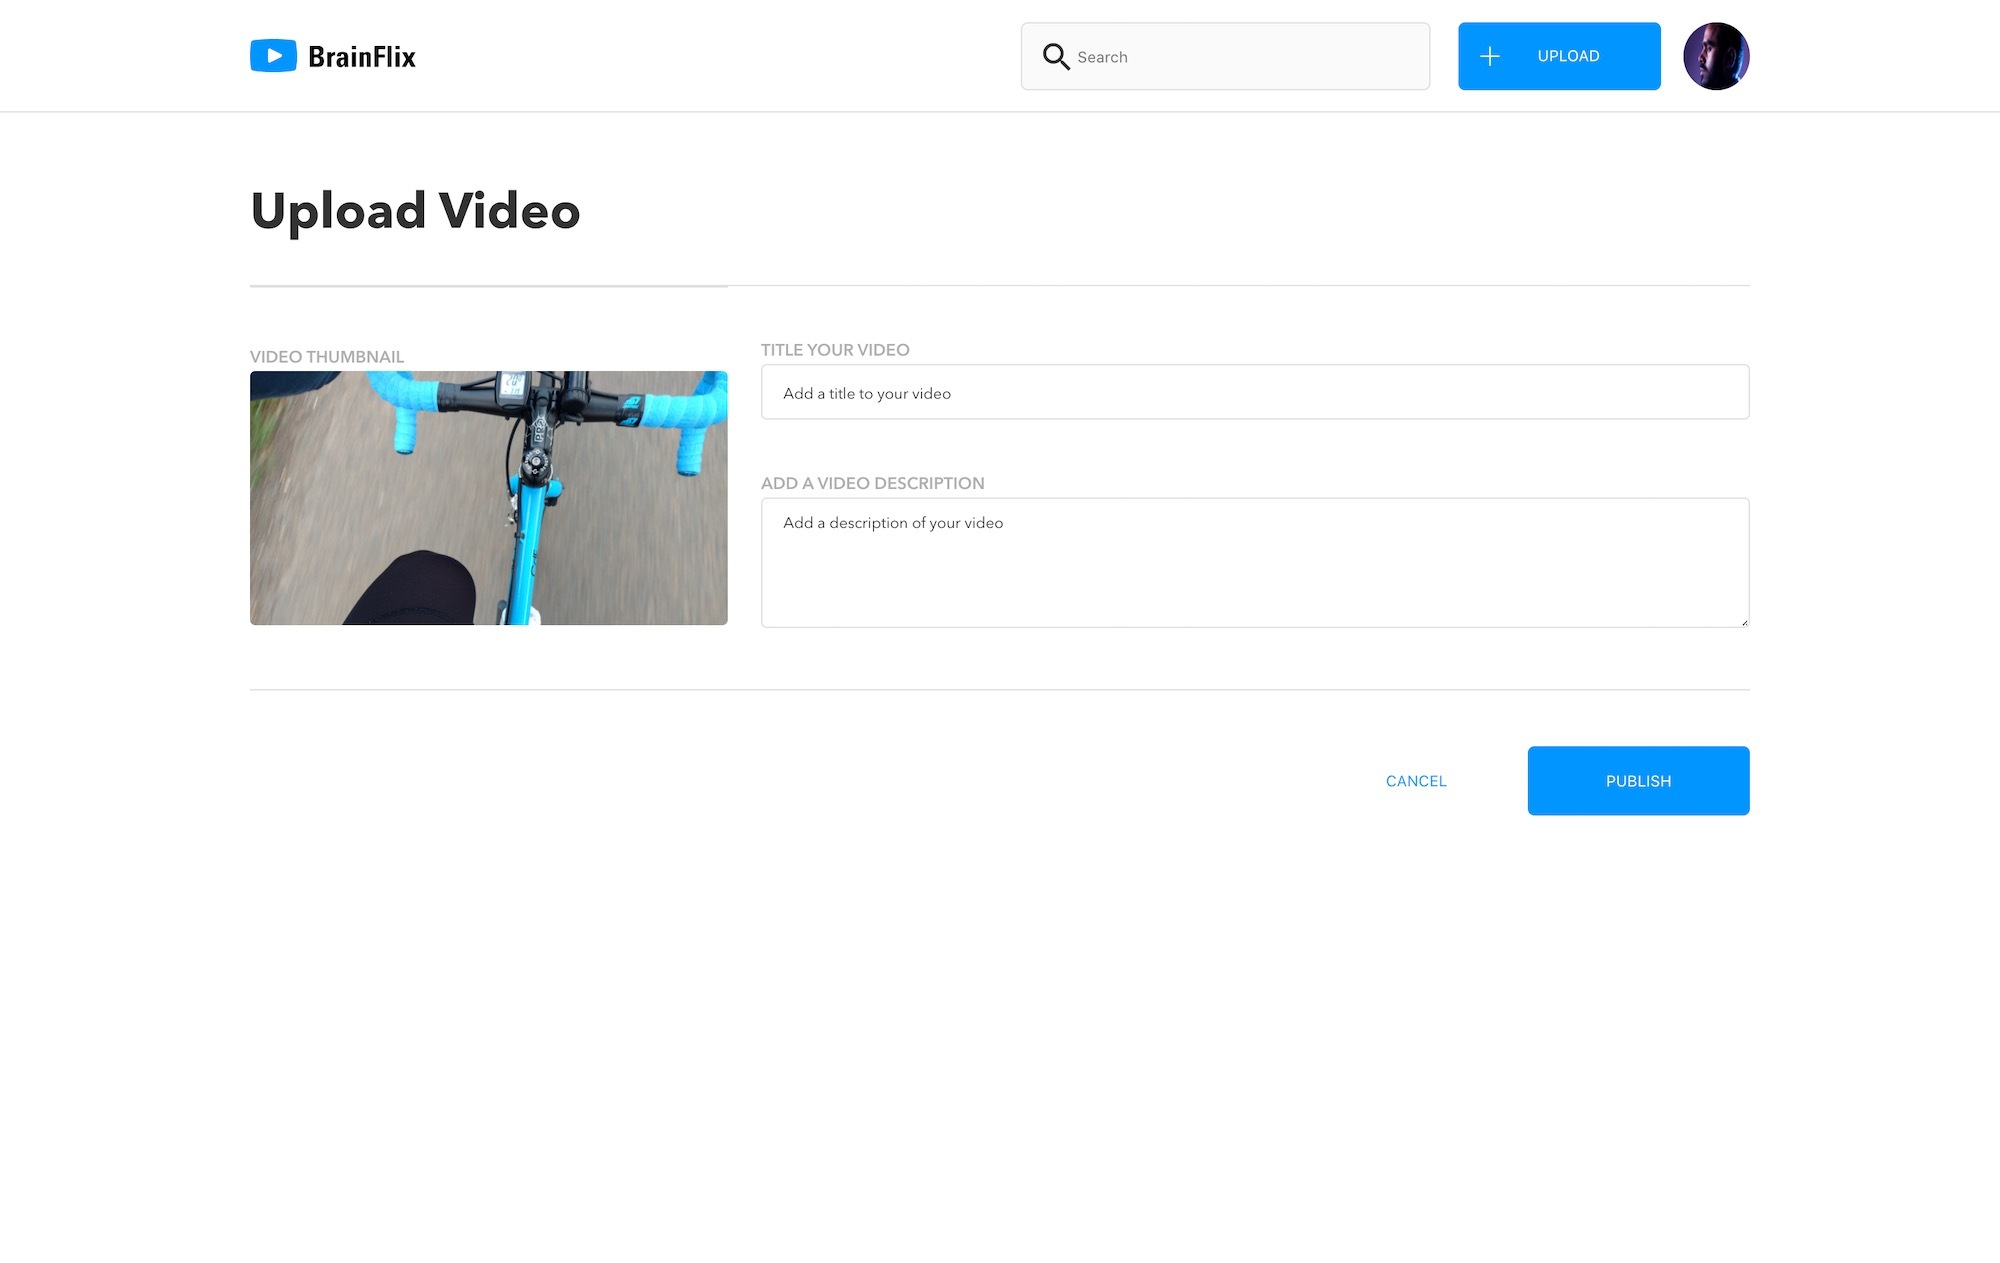 BrainFlix
Search
UPLOAD
Upload Video
VIDEO THUMBNAIL
TITLE YOUR VIDEO
Add a title to your video
PRO
ADD A VIDEO DESCRIPTION
Add a description of your video
CANCEL
PUBLISH